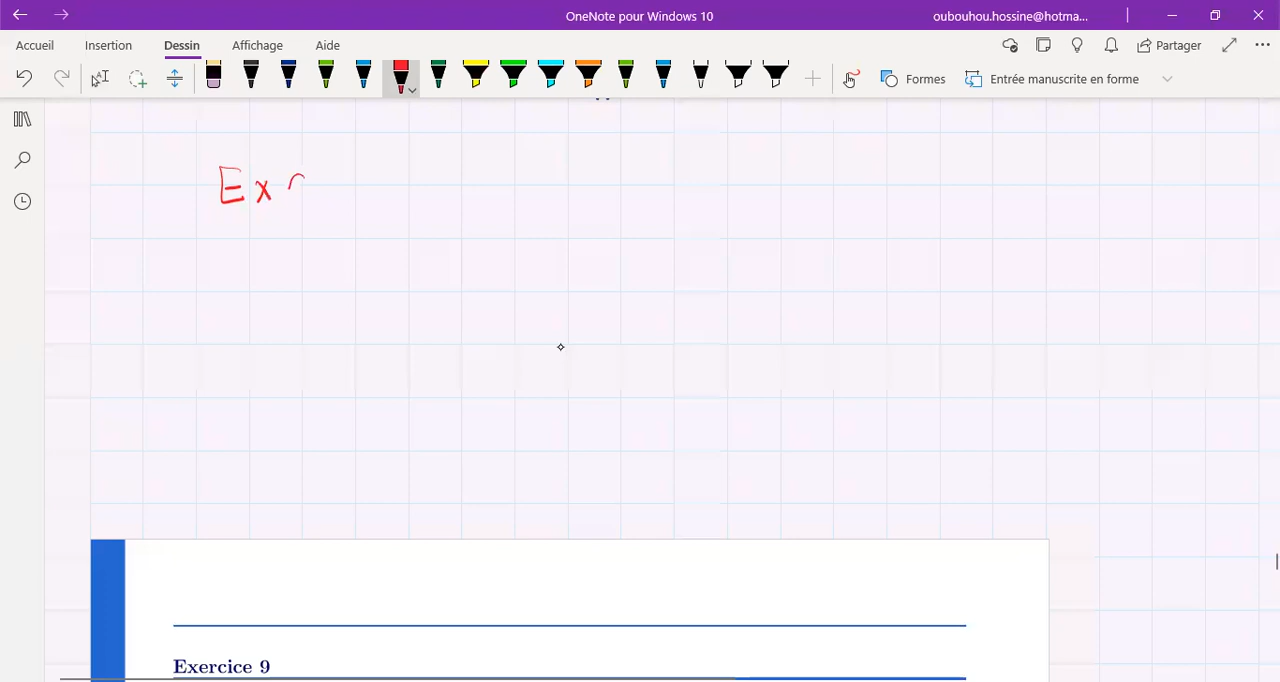 OneNote pour Windows 10
oubouhou.hossine@hotma...
Accueil Insertion Dessin Affichage Aide
Partager
Formes
Entrée manuscrite en forme
Ex
Exercice 9